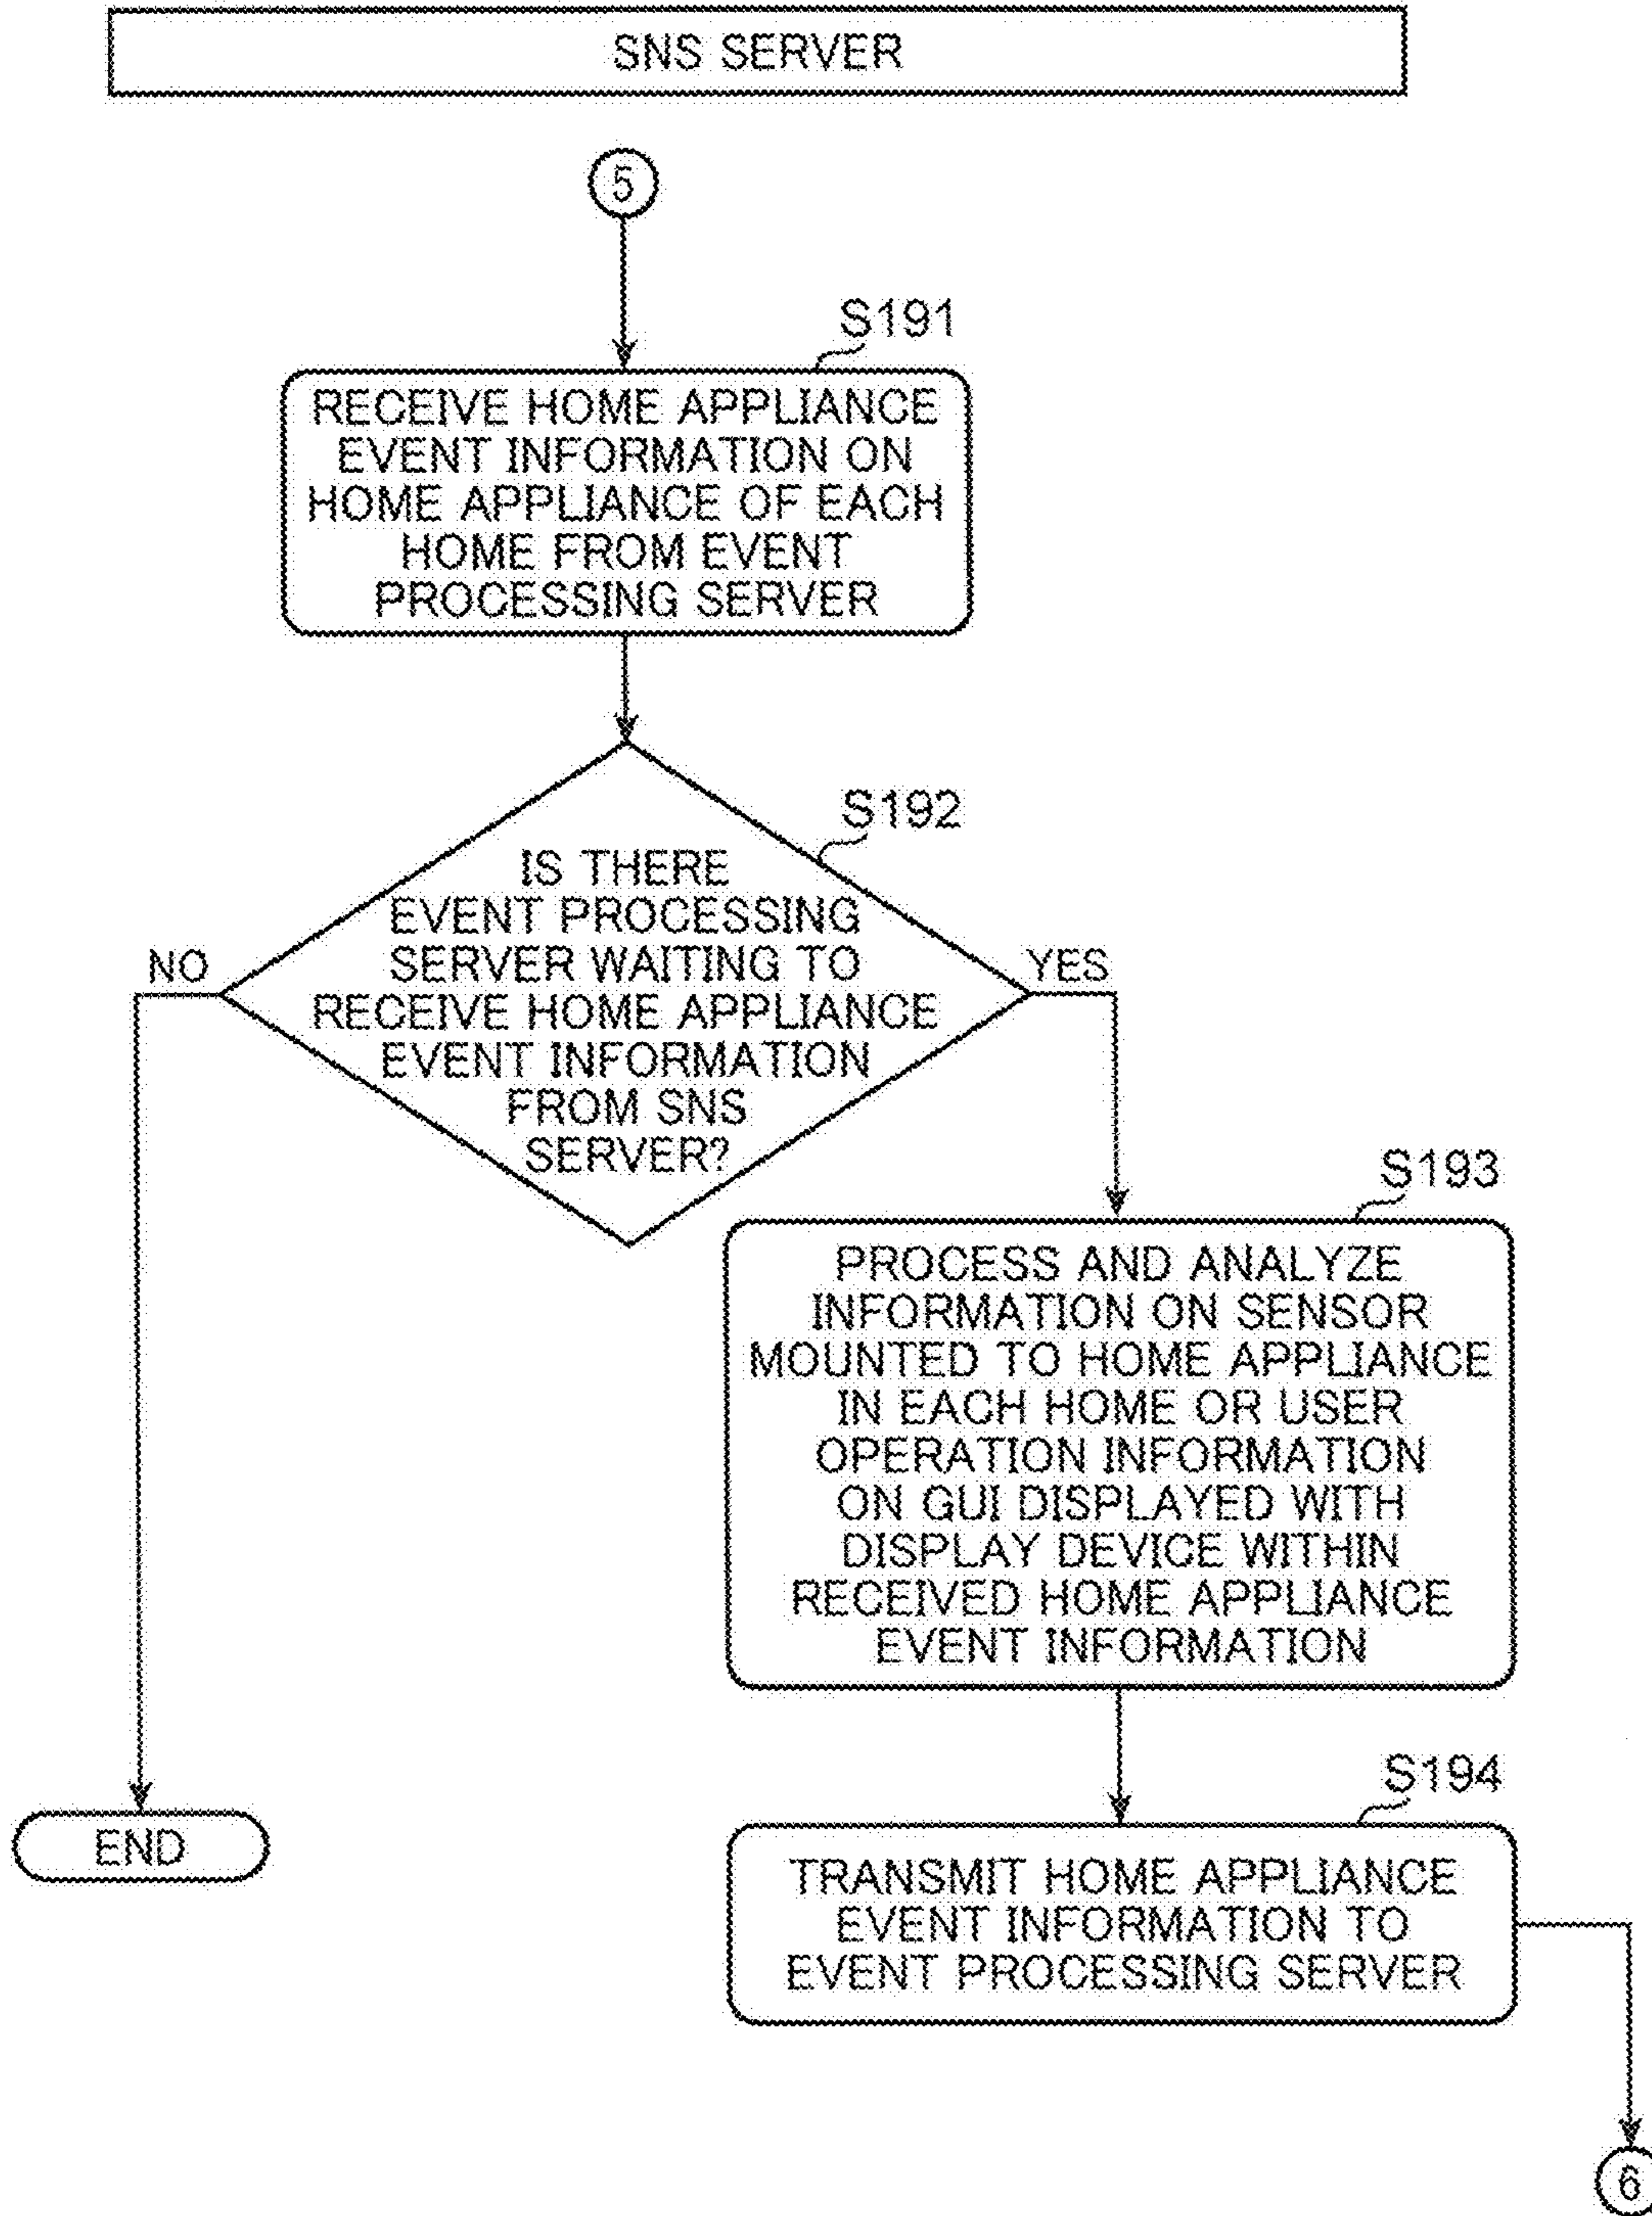 SNS SERVER
5
S191
RECEIVE HOME APPLIANCE
EVENT INFORMATION ON
HOME APPLIANCE OF EACH
HOME FROM EVENT
PROCESSING SERVER
S192
IS THERE
EVENT PROCESSING
SERVER WAITING TO
RECEIVE HOME APPLIANCE
EVENT INFORMATION
FROM SNS
SERVER?
NO
YES
S193
PROCESS AND ANALYZE
INFORMATION ON SENSOR
MOUNTED TO HOME APPLIANCE
IN EACH HOME OR USER
OPERATION INFORMATION
ON GUI DISPLAYED WITH
DISPLAY DEVICE WITHIN
RECEIVED HOME APPLIANCE
EVENT INFORMATION
END
S194
TRANSMIT HOME APPLIANCE
EVENT INFORMATION TO
EVENT PROCESSING SERVER
6